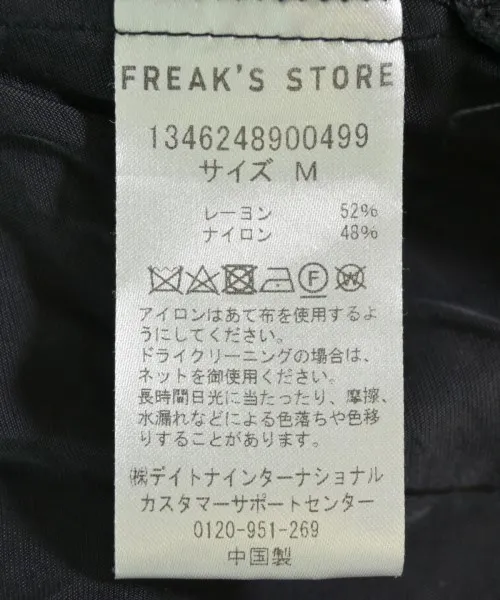 FREAK'S STORE
1346248900499
サイズ M
レーヨン 52%
ナイロン 48%
F W
アイロンはあて布を使用するよ
うにしてください。
ドライクリーニングの場合は、
ネットを御使用ください。
長時間日光に当たったり、摩擦、
水漏れなどによる色落ちや色移
りすることがあります。
㈱デイトナインターナショナル
カスタマーサポートセンター
0120-951-269
中国製